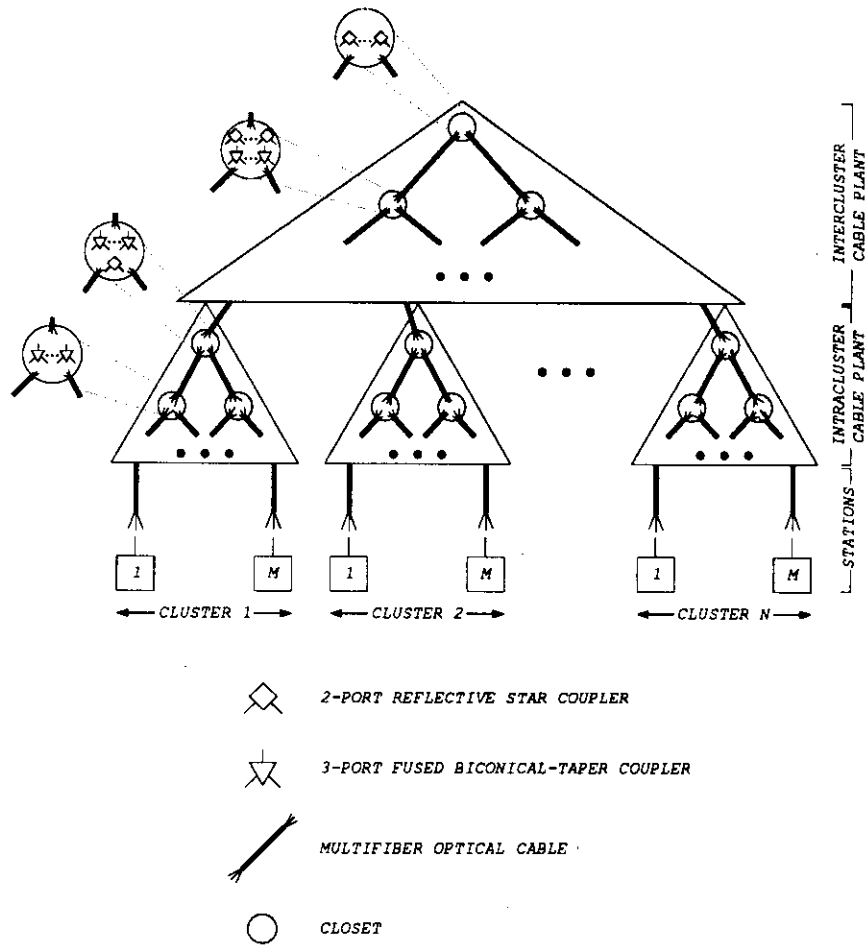 INTERCLUSTER
CABLE PLANT
INTRACLUSTER
CABLE PLANT
STATIONS
1
M
1
M
1
M
CLUSTER 1
CLUSTER 2
CLUSTER N
2-PORT REFLECTIVE STAR COUPLER
3-PORT FUSED BICONICAL-TAPER COUPLER
MULTIFIBER OPTICAL CABLE
CLOSET